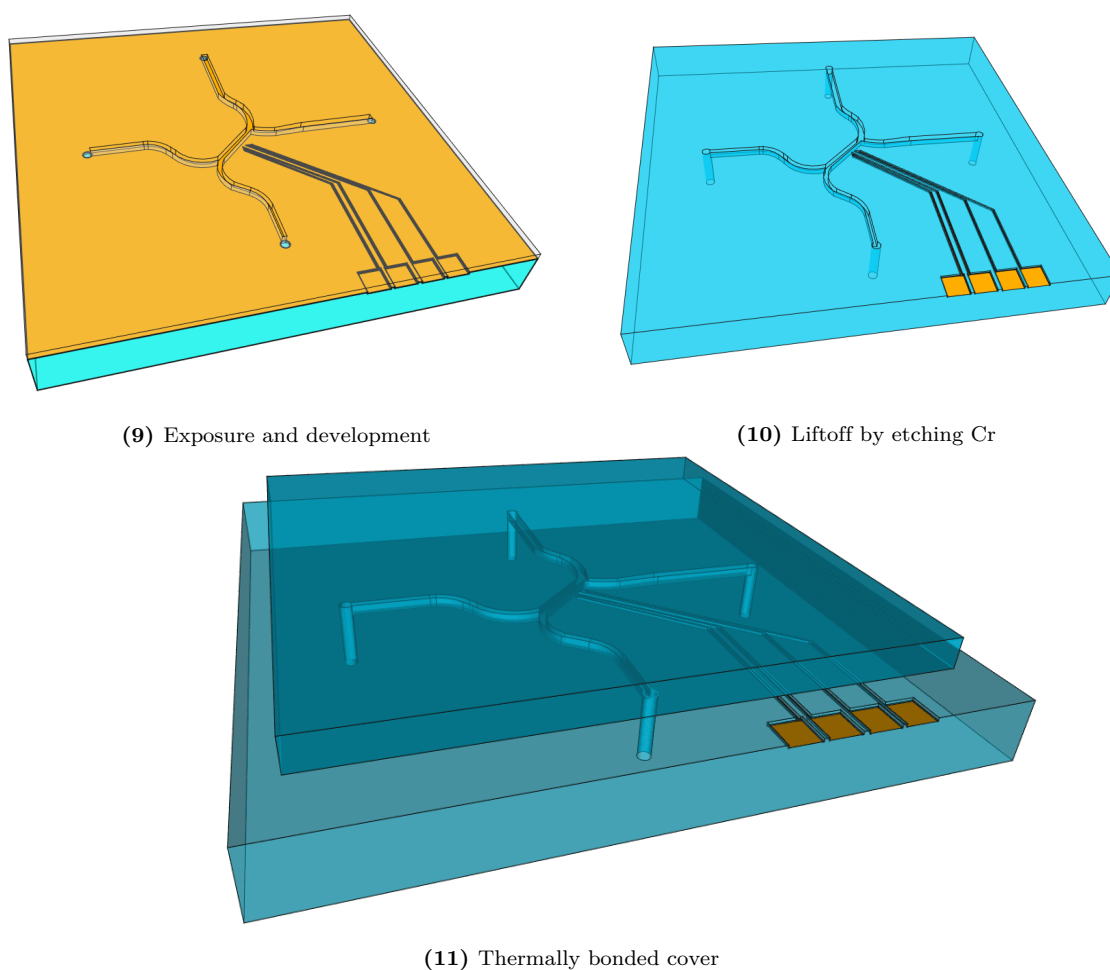 (9) Exposure and development
(10) Liftoff by etching Cr
(11) Thermally bonded cover